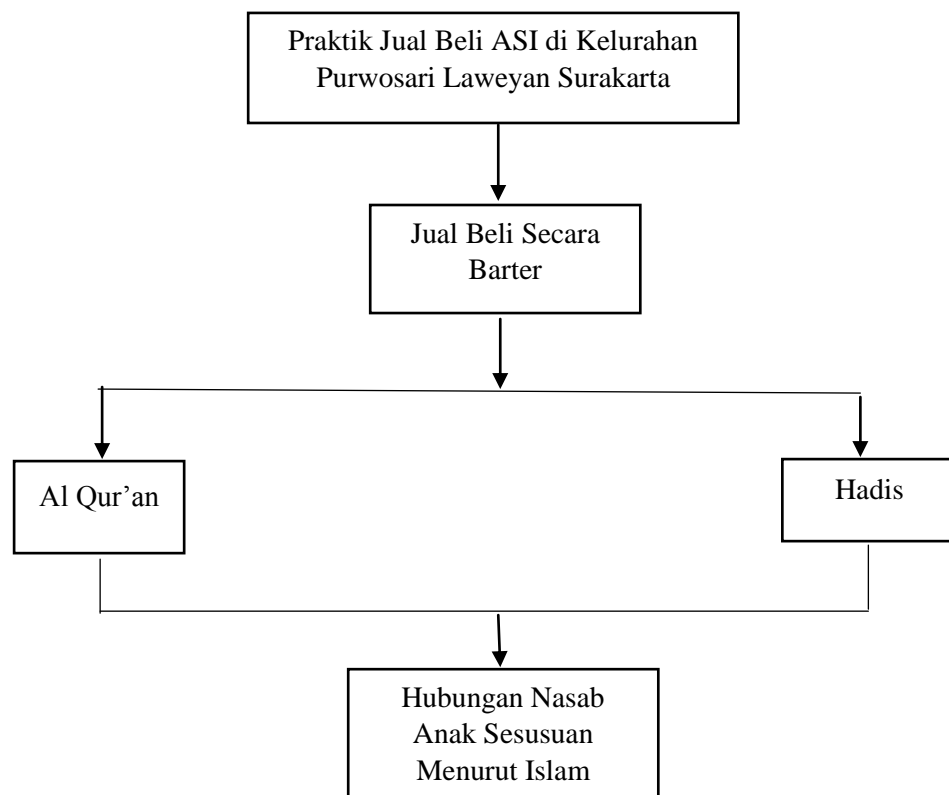 Praktik Jual Beli ASI di Kelurahan
Purwosari Laweyan Surakarta
Jual Beli Secara
Barter
Al Qur’an
Hadis
Hubungan Nasab
Anak Sesusuan
Menurut Islam